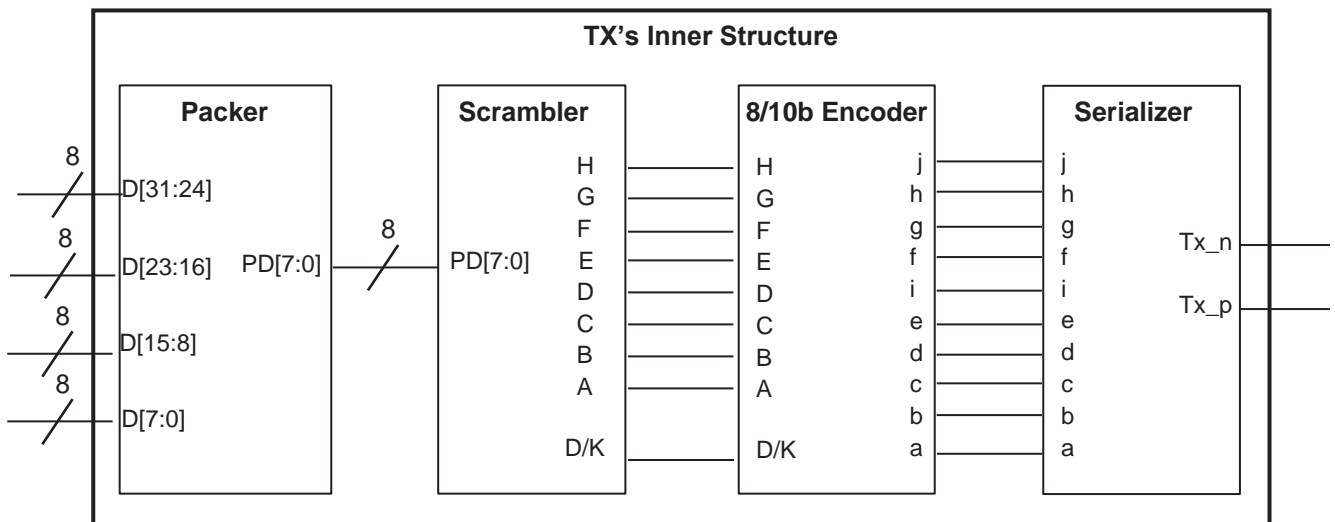 TX's Inner Structure
Packer
8
D[31:24]
8
D[23:16]
PD[7:0]
8
D[15:8]
8
D[7:0]
8
Scrambler
PD[7:0]
H
G
F
E
D
C
B
A
D/K
8/10b Encoder
H
G
F
E
D
C
B
A
D/K
j
h
g
f
i
e
d
c
b
a
Serializer
j
h
g
f
i
e
d
c
b
a
Tx_n
Tx_p